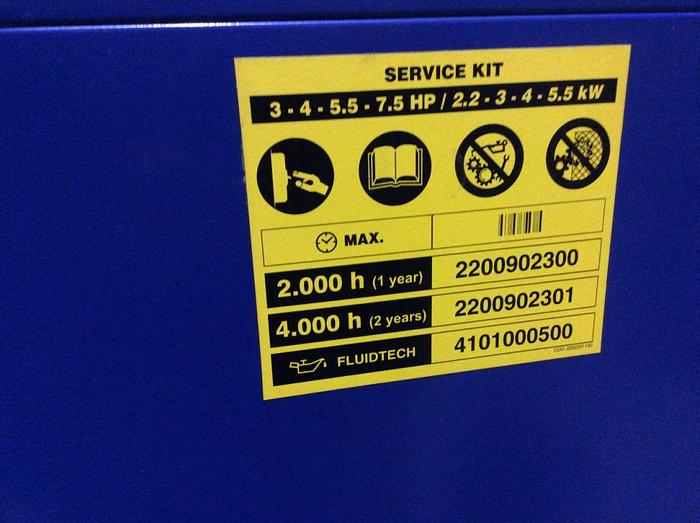 SERVICE KIT
3 - 4 - 5.5 - 7.5 HP / 2.2 - 3 - 4 - 5.5 kW
MAX.
2.000 h (1 year) 2200902300
4.000 h (2 years) 2200902301
FLUIDTECH 4101000500